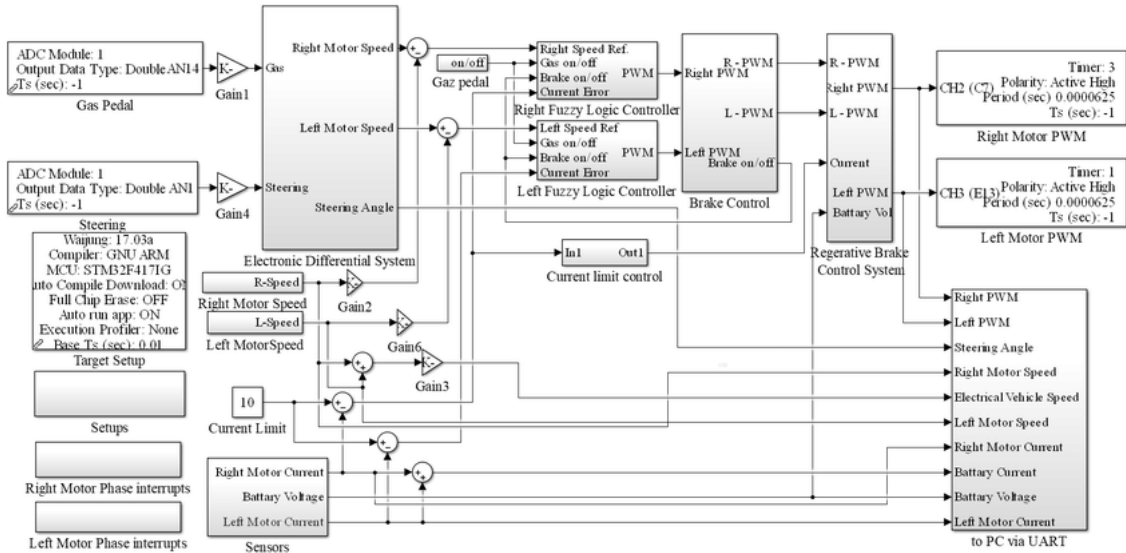 ADC Module: 1
Output Data Type: Double AN14
Ts (sec): -1
Gas Pedal
K-
Gain1
ADC Module: 1
Output Data Type: Double AN1
Ts (sec): -1
Steering
K-
Gain4
Gas
Steering
Right Motor Speed
Left Motor Speed
Steering Angle
Electronic Differential System
Waijung: 17.03a
Compiler: GNU ARM
MCU: STM32F417IG
uto Compile Download: O
Full Chip Erase: OFF
Auto run app: ON
Execution Profiler: None
Base Ts (sec): 0.01
Target Setup
Setups
Right Motor Phase interrupts
Left Motor Phase interrupts
R-Speed
Right Motor Speed
L-Speed
Left MotorSpeed
Gain2
Gain6
K-
Gain3
10
Current Limit
Right Motor Current
Battary Voltage
Left Motor Current
Sensors
on/off
Gaz pedal
Right Speed Ref.
Gas on/off
Brake on/off
Current Error
PWM
Right Fuzzy Logic Controller
Left Speed Ref
Gas on/off
Brake on/off
Current Error
PWM
Left Fuzzy Logic Controller
In1
Out1
Current limit control
Right PWM
Left PWM
R - PWM
L - PWM
Brake on/off
Brake Control
R - PWM
Right PWM
L - PWM
Current
Left PWM
Battary Vol
Regerative Brake
Control System
CH2 (C7)
Timer: 3
Polarity: Active High
Period (sec) 0.0000625
Ts (sec): -1
Right Motor PWM
CH3 (E13)
Timer: 1
Polarity: Active High
Period (sec) 0.0000625
Ts (sec): -1
Left Motor PWM
Right PWM
Left PWM
Steering Angle
Right Motor Speed
Electrical Vehicle Speed
Left Motor Speed
Right Motor Current
Battary Current
Battary Voltage
Left Motor Current
to PC via UART